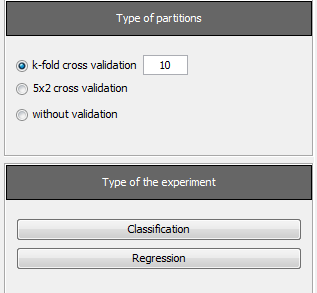 Type of partitions
k-fold cross validation 10
5x2 cross validation
without validation
Type of the experiment
Classification
Regression